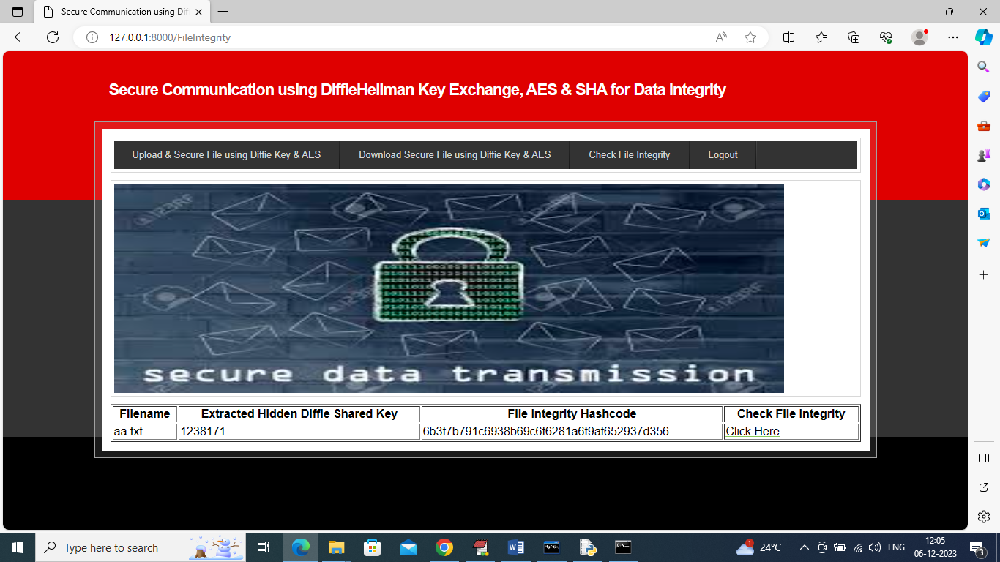 Secure Communication using Dif
127.0.0.1:8000/FileIntegrity
Secure Communication using DiffieHellman Key Exchange, AES & SHA for Data Integrity
Upload & Secure File using Diffie Key & AES Download Secure File using Diffie Key & AES Check File Integrity Logout
secure data transmission
Filename Extracted Hidden Diffie Shared Key File Integrity Hashcode Check File Integrity
aa.txt 1238171 6b3f7b791c6938b69c6f6281a6f9af652937d356 Click Here
Type here to search
1 24°C ENG 12:05
06-12-2023 3